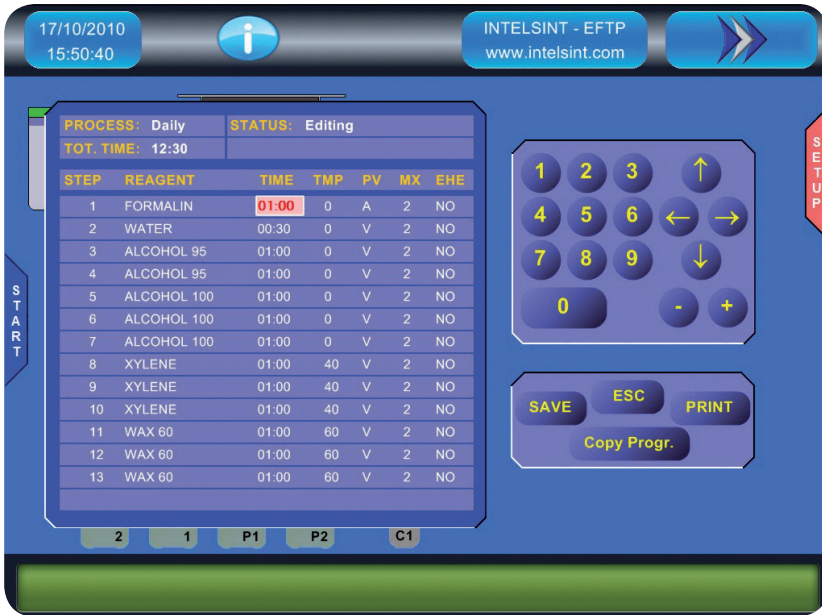 17/10/2010
15:50:40
i
INTELSINT - EFTP
www.intelsint.com
PROCESS: Daily STATUS: Editing
TOT. TIME: 12:30
STEP REAGENT TIME TMP PV MX EHE
1 FORMALIN 01:00 0 A 2 NO
2 WATER 00:30 0 V 2 NO
3 ALCOHOL 95 01:00 0 V 2 NO
4 ALCOHOL 95 01:00 0 V 2 NO
5 ALCOHOL 100 01:00 0 V 2 NO
6 ALCOHOL 100 01:00 0 V 2 NO
7 ALCOHOL 100 01:00 0 V 2 NO
8 XYLENE 01:00 40 V 2 NO
9 XYLENE 01:00 40 V 2 NO
10 XYLENE 01:00 40 V 2 NO
11 WAX 60 01:00 60 V 2 NO
12 WAX 60 01:00 60 V 2 NO
13 WAX 60 01:00 60 V 2 NO
2 1 P1 P2 C1
START
1 2 3 ↑
4 5 6 ← →
7 8 9 ↓
0 - +
SAVE ESC PRINT
Copy Progr.
SETUP